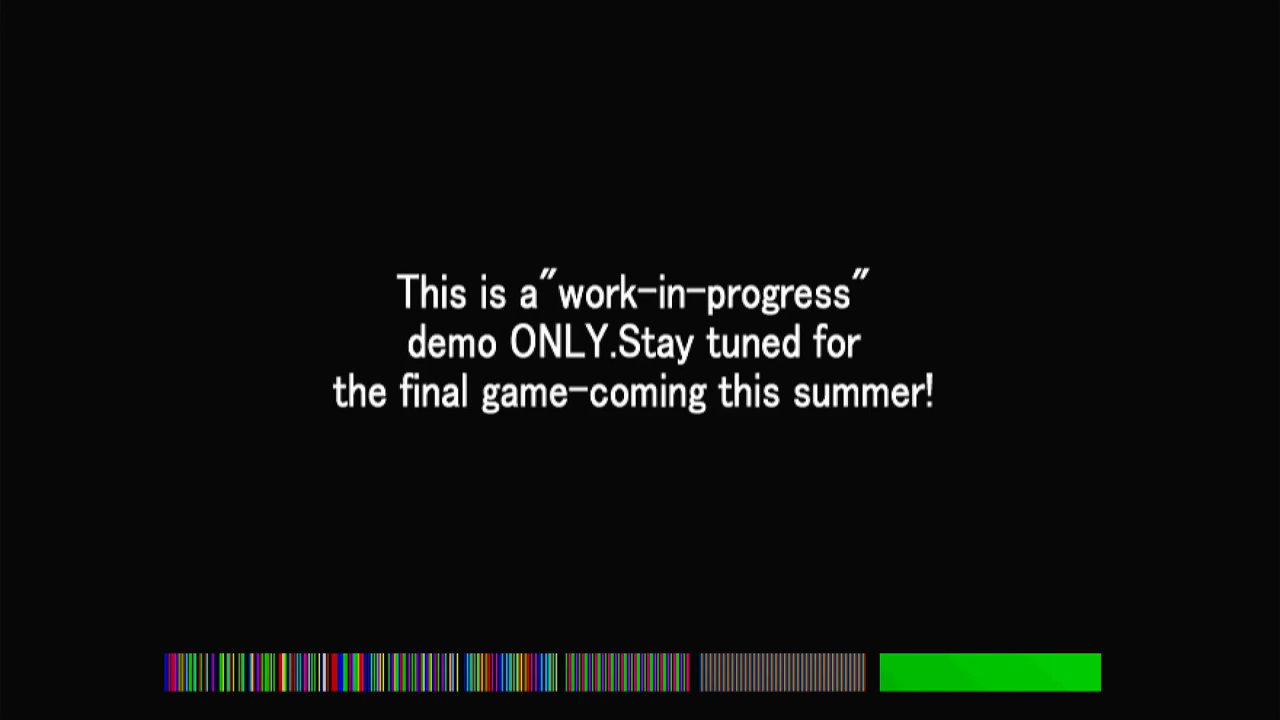 This is a"work-in-progress"
demo ONLY.Stay tuned for
the final game-coming this summer!